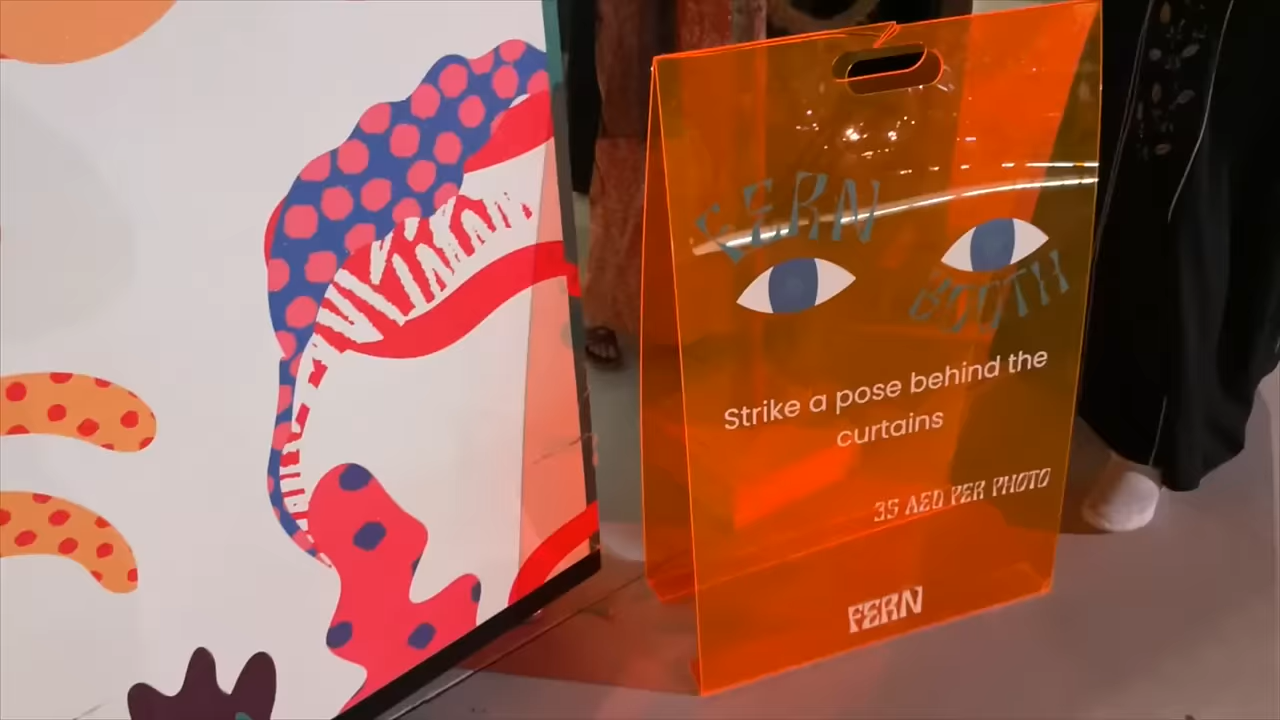 FERN
BOOTH
Strike a pose behind the
curtains
35 AED PER PHOTO
FERN